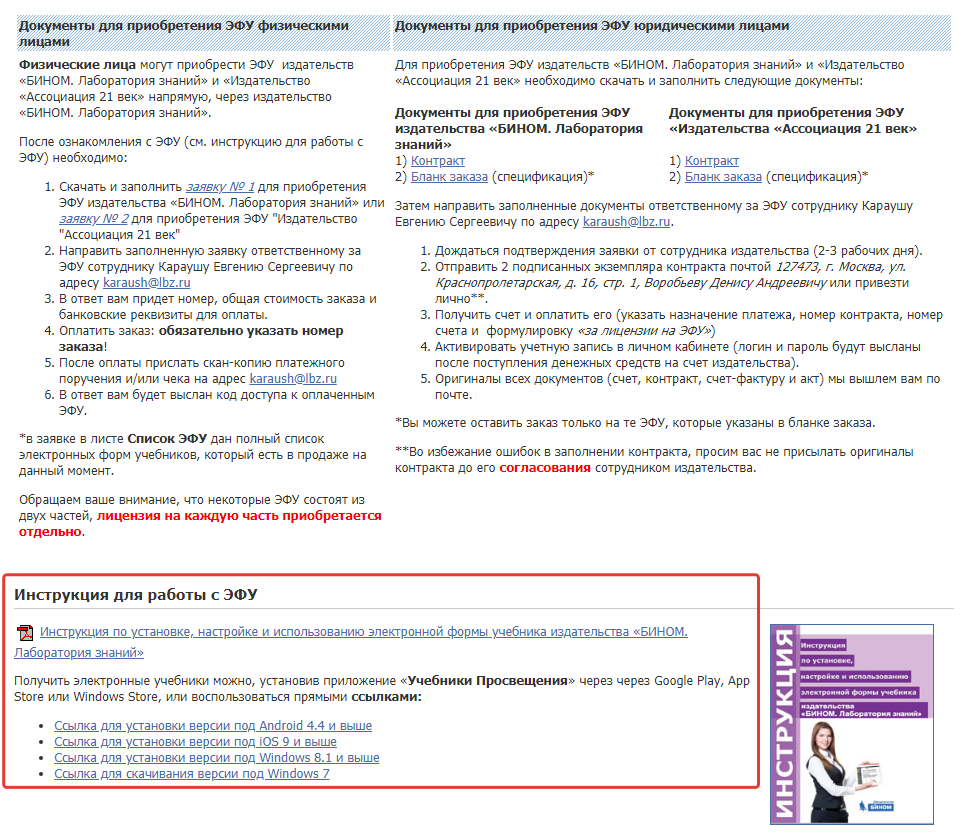 Документы для приобретения ЭФУ физическими
лицами
Физические лица могут приобрести ЭФУ издательств
«БИНОМ. Лаборатория знаний» и «Издательство
«Ассоциация 21 век» напрямую, через издательство
«БИНОМ. Лаборатория знаний».
После ознакомления с ЭФУ (см. инструкцию для работы с
ЭФУ) необходимо:
1. Скачать и заполнить заявку № 1 для приобретения
ЭФУ издательства «БИНОМ. Лаборатория знаний» или
заявку № 2 для приобретения ЭФУ "Издательство
"Ассоциация 21 век"
2. Направить заполненную заявку ответственному за
ЭФУ сотруднику Караушу Евгению Сергеевичу по
адресу karaush@lbz.ru
3. В ответ вам придет номер, общая стоимость заказа и
банковские реквизиты для оплаты.
4. Оплатить заказ: обязательно указать номер
заказа!
5. После оплаты прислать скан-копию платежного
поручения и/или чека на адрес karaush@lbz.ru
6. В ответ вам будет выслан код доступа к оплаченным
ЭФУ.
*в заявке в листе Список ЭФУ дан полный список
электронных форм учебников, который есть в продаже на
данный момент.
Обращаем ваше внимание, что некоторые ЭФУ состоят из
двух частей, лицензия на каждую часть приобретается
отдельно.
Документы для приобретения ЭФУ юридическими лицами
Для приобретения ЭФУ издательств «БИНОМ. Лаборатория знаний» и «Издательство
«Ассоциация 21 век» необходимо скачать и заполнить следующие документы:
Документы для приобретения ЭФУ
издательства «БИНОМ. Лаборатория
знаний»
1) Контракт
2) Бланк заказа (спецификация)*
Документы для приобретения ЭФУ
«Издательства «Ассоциация 21 век»
1) Контракт
2) Бланк заказа (спецификация)*
Затем направить заполненные документы ответственному за ЭФУ сотруднику Караушу
Евгению Сергеевичу по адресу karaush@lbz.ru.
1. Дождаться подтверждения заявки от сотрудника издательства (2-3 рабочих дня).
2. Отправить 2 подписанных экземпляра контракта почтой 127473, г. Москва, ул.
Краснопролетарская, д. 16, стр. 1, Воробьеву Денису Андреевичу или привезти
лично**.
3. Получить счет и оплатить его (указать назначение платежа, номер контракта, номер
счета и формулировку «за лицензии на ЭФУ»)
4. Активировать учетную запись в личном кабинете (логин и пароль будут высланы
после поступления денежных средств на счет издательства).
5. Оригиналы всех документов (счет, контракт, счет-фактуру и акт) мы вышлем вам по
почте.
*Вы можете оставить заказ только на те ЭФУ, которые указаны в бланке заказа.
**Во избежание ошибок в заполнении контракта, просим вас не присылать оригиналы
контракта до его согласования сотрудником издательства.
Инструкция для работы с ЭФУ
Инструкция по установке, настройке и использованию электронной формы учебника издательства «БИНОМ.
Лаборатория знаний»
Получить электронные учебники можно, установив приложение «Учебники Просвещения» через через Google Play, App
Store или Windows Store, или воспользоваться прямыми ссылками:
• Ссылка для установки версии под Android 4.4 и выше
• Ссылка для установки версии под iOS 9 и выше
• Ссылка для установки версии под Windows 8.1 и выше
• Ссылка для скачивания версии под Windows 7
ИНСТРУКЦИЯ
Инструкция
по установке,
настройке и использованию
электронной формы учебника
издательства
«БИНОМ. Лаборатория знаний»
БИНОМ